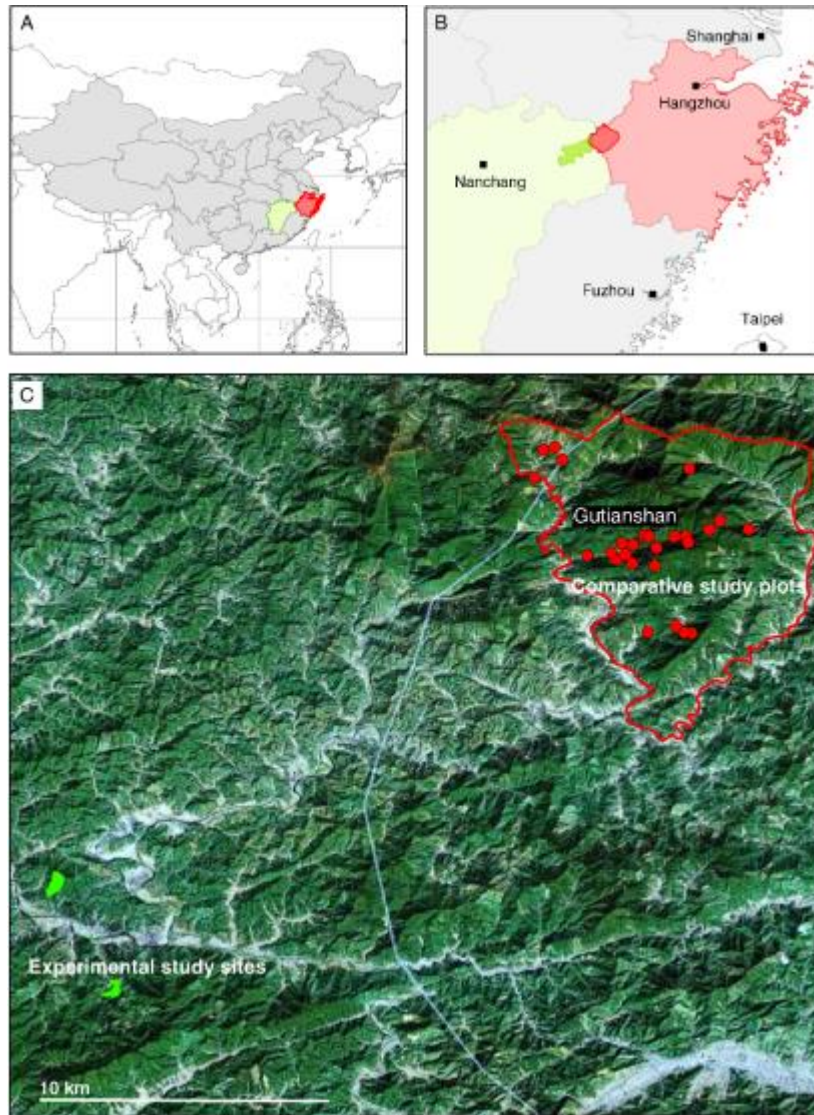 A
B
Shanghai
Hangzhou
Nanchang
Fuzhou
Taipei
C
Gutianshan
Comparative study plots
Experimental study sites
10 km